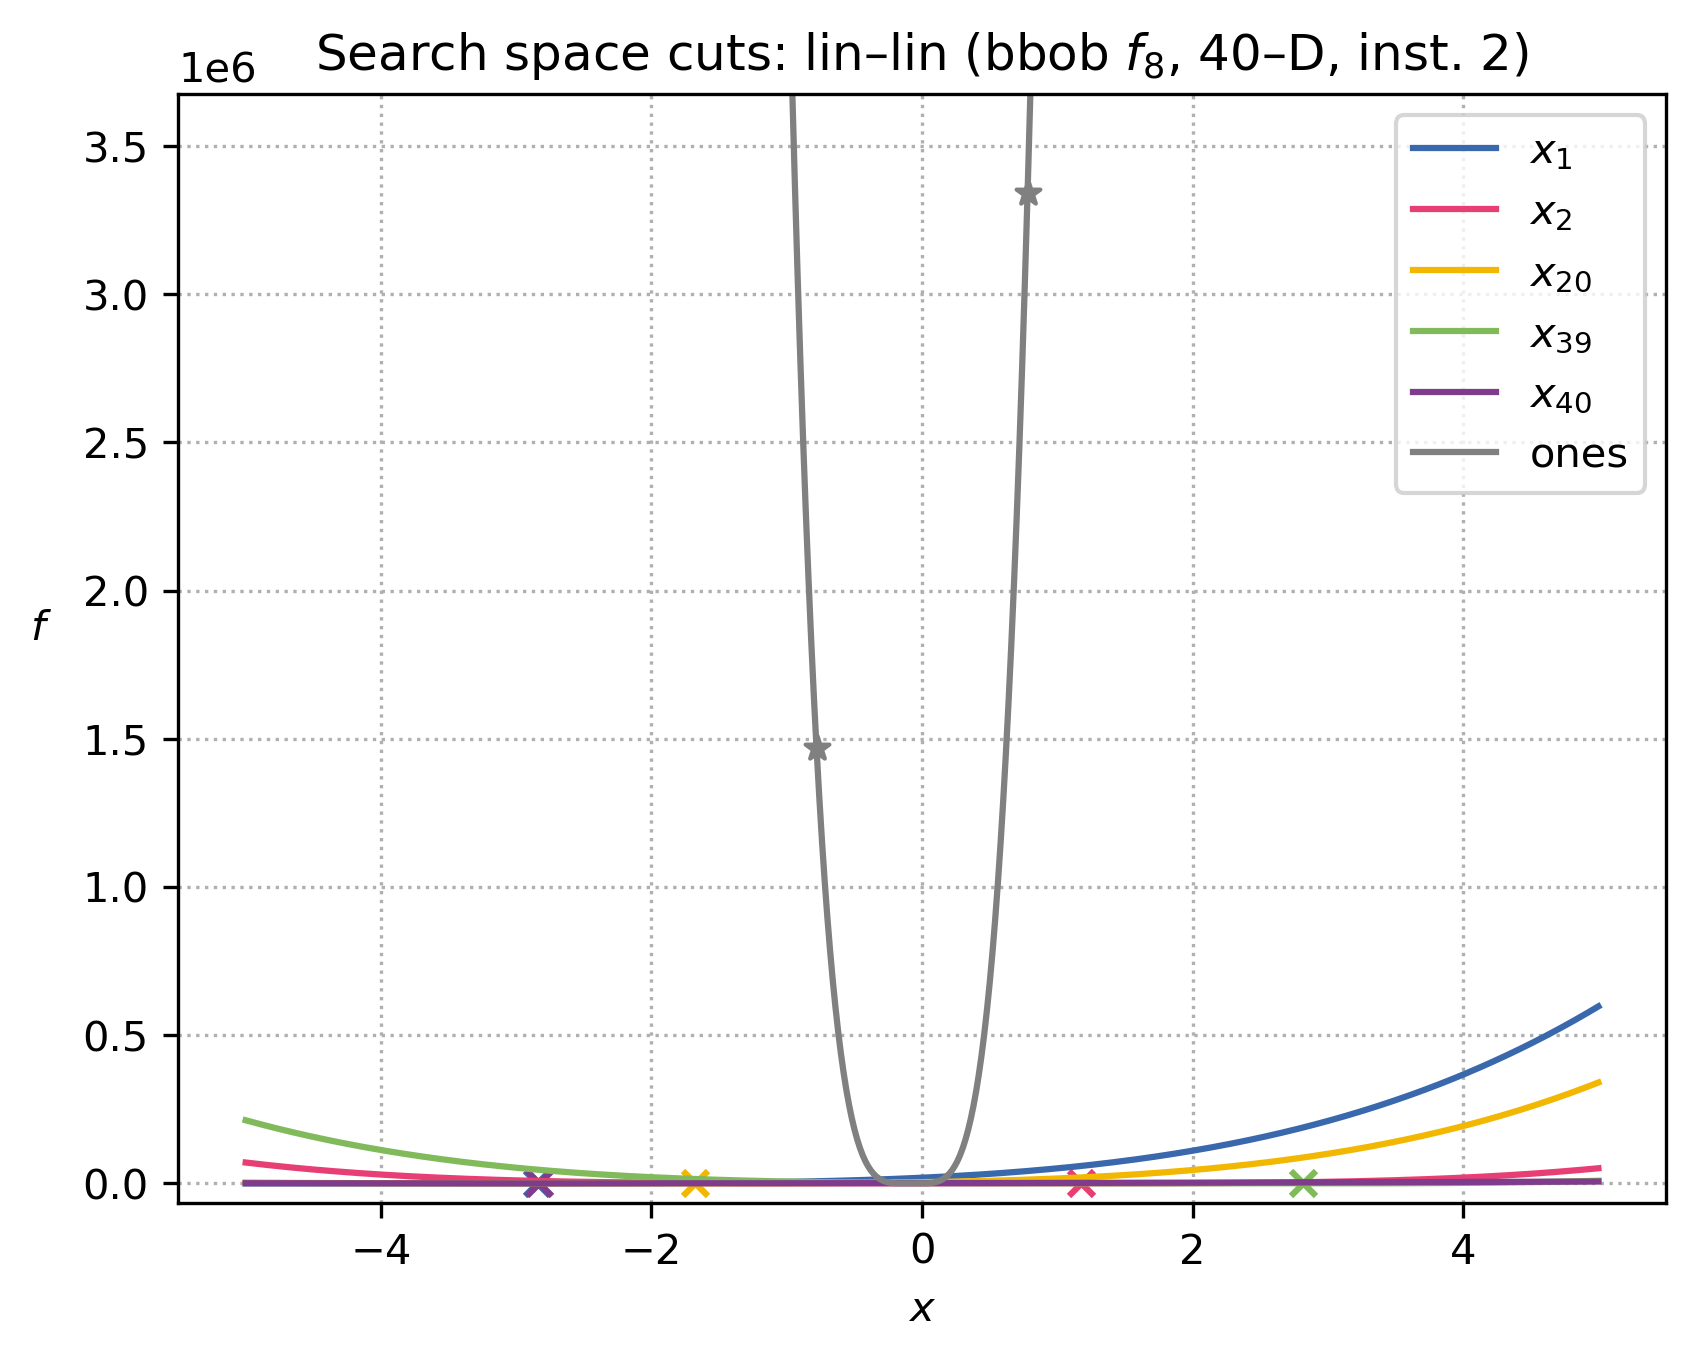 Search space cuts: lin–lin (bbob f₈, 40–D, inst. 2)
1e6
3.5
3.0
2.5
2.0
1.5
1.0
0.5
0.0
f
−4 −2 0 2 4
x
x₁
x₂
x₂₀
x₃₉
x₄₀
ones